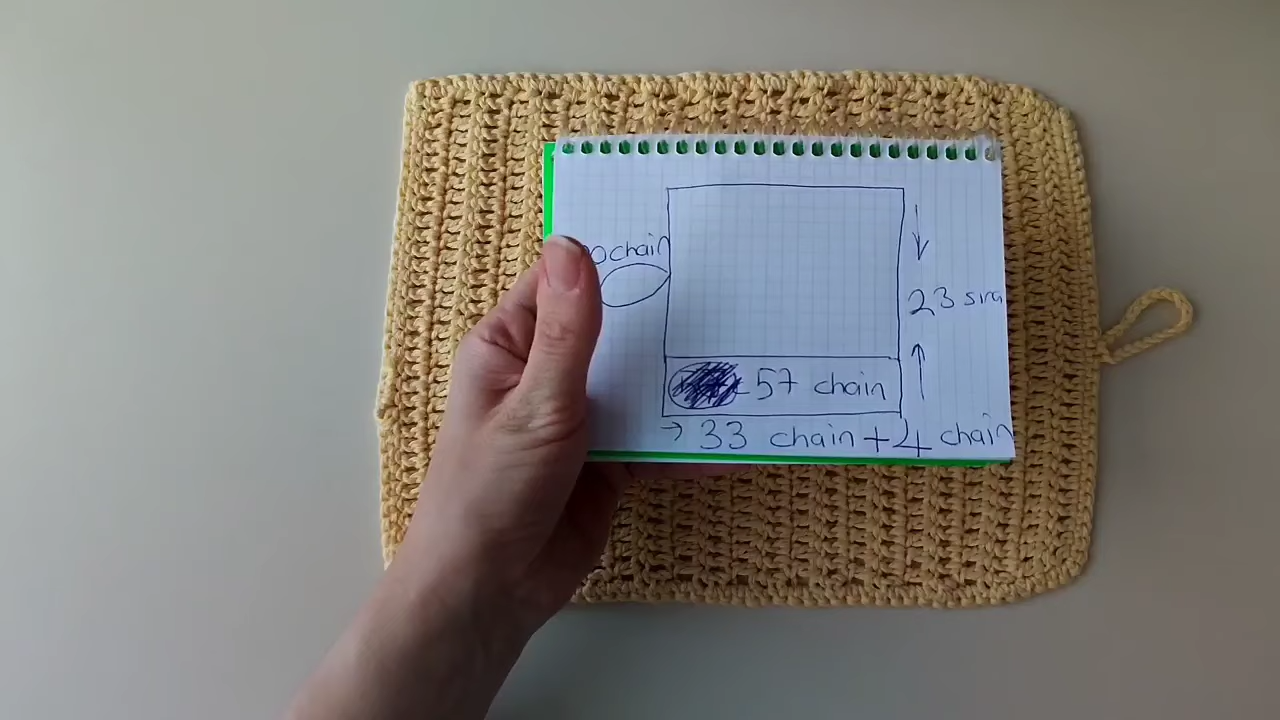 chain
23 sıra
57 chain
→ 33 chain + 4 chain